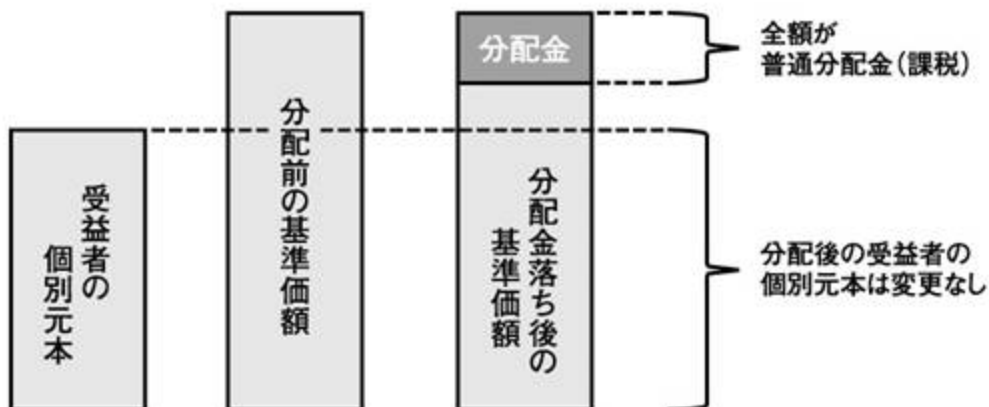 受益者の
個別元本
分配前の基準価額
分配金
分配金落ち後の
基準価額
全額が
普通分配金(課税)
分配後の受益者の
個別元本は変更なし